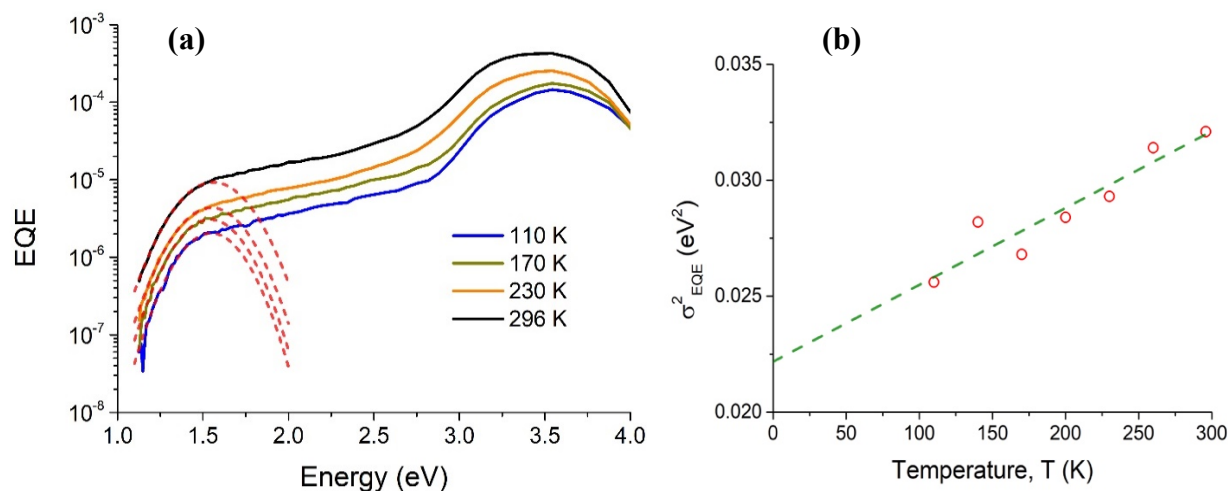 (a)
EQE
10⁻³
10⁻⁴
10⁻⁵
10⁻⁶
10⁻⁷
10⁻⁸
110 K
170 K
230 K
296 K
1.0 1.5 2.0 2.5 3.0 3.5 4.0
Energy (eV)
(b)
σ²EQE (eV²)
0.035
0.030
0.025
0.020
0 50 100 150 200 250 300
Temperature, T (K)